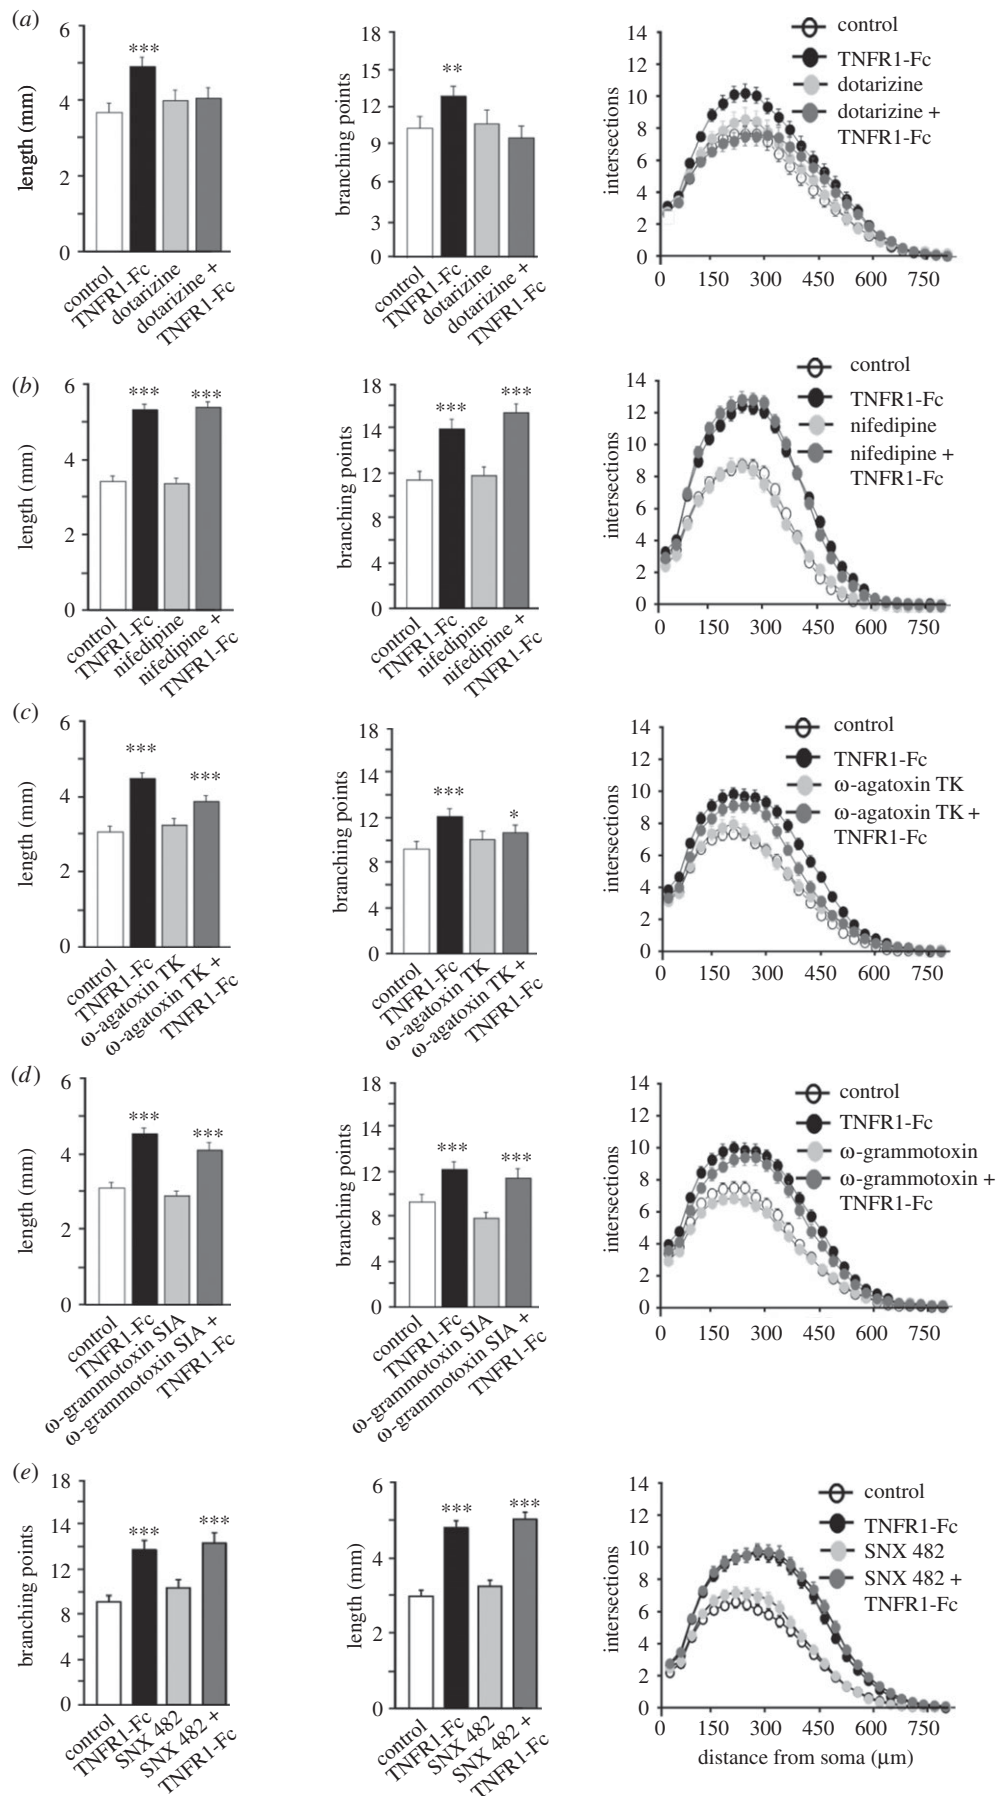 (a)
6
4
2
0
length (mm)
***
control
TNFR1-Fc
dotarizine
dotarizine +
TNFR1-Fc
18
15
12
9
6
3
0
branching points
**
control
TNFR1-Fc
dotarizine
dotarizine +
TNFR1-Fc
14
12
10
8
6
4
2
0
intersections
control
TNFR1-Fc
dotarizine
dotarizine +
TNFR1-Fc
0 150 300 450 600 750
(b)
6
4
2
0
length (mm)
*** ***
control
TNFR1-Fc
nifedipine
nifedipine +
TNFR1-Fc
18
14
12
8
4
0
branching points
*** ***
control
TNFR1-Fc
nifedipine
nifedipine +
TNFR1-Fc
14
12
10
8
6
4
2
0
intersections
control
TNFR1-Fc
nifedipine
nifedipine +
TNFR1-Fc
0 150 300 450 600 750
(c)
6
4
2
0
length (mm)
*** ***
control
TNFR1-Fc
ω-agatoxin TK
ω-agatoxin TK +
TNFR1-Fc
18
14
12
8
4
0
branching points
*** *
control
TNFR1-Fc
ω-agatoxin TK
ω-agatoxin TK +
TNFR1-Fc
14
12
10
8
6
4
2
0
intersections
control
TNFR1-Fc
ω-agatoxin TK
ω-agatoxin TK +
TNFR1-Fc
0 150 300 450 600 750
(d)
6
4
2
0
length (mm)
*** ***
control
TNFR1-Fc
ω-grammotoxin SIA
ω-grammotoxin SIA +
TNFR1-Fc
18
14
12
8
4
0
branching points
*** ***
control
TNFR1-Fc
ω-grammotoxin SIA
ω-grammotoxin SIA +
TNFR1-Fc
14
12
10
8
6
4
2
0
intersections
control
TNFR1-Fc
ω-grammotoxin
ω-grammotoxin +
TNFR1-Fc
0 150 300 450 600 750
(e)
18
14
12
8
4
0
branching points
*** ***
control
TNFR1-Fc
SNX 482
SNX 482 +
TNFR1-Fc
6
4
2
0
length (mm)
*** ***
control
TNFR1-Fc
SNX 482
SNX 482 +
TNFR1-Fc
14
12
10
8
6
4
2
0
intersections
control
TNFR1-Fc
SNX 482
SNX 482 +
TNFR1-Fc
0 150 300 450 600 750
distance from soma (μm)